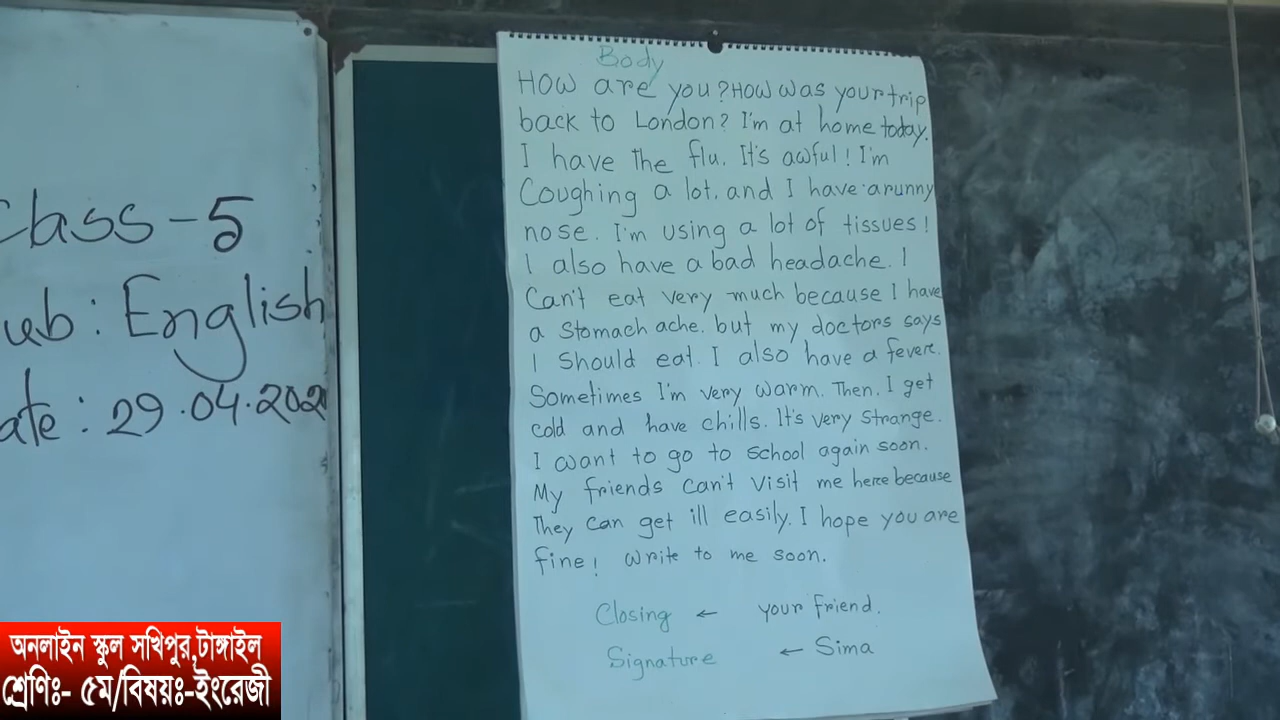 Class-5
Sub: English
Date: 29.04.202
Body
How are you? How was your trip
back to London? I'm at home today.
I have the flu. It's awful! I'm
Coughing a lot. and I have a runny
nose. I'm using a lot of tissues!
I also have a bad headache. I
Can't eat very much because I have
a Stomach ache. but my doctors says
I Should eat. I also have a fever.
Sometimes I'm very warm. Then. I get
cold and have chills. It's very strange.
I want to go to school again soon.
My friends can't visit me here because
They can get ill easily. I hope you are
fine! write to me soon.
Closing ← your friend.
Signature ← Sima
অনলাইন স্কুল সখিপুর,টাঙ্গাইল
শ্রেণিঃ- ৫ম/বিষয়ঃ-ইংরেজী